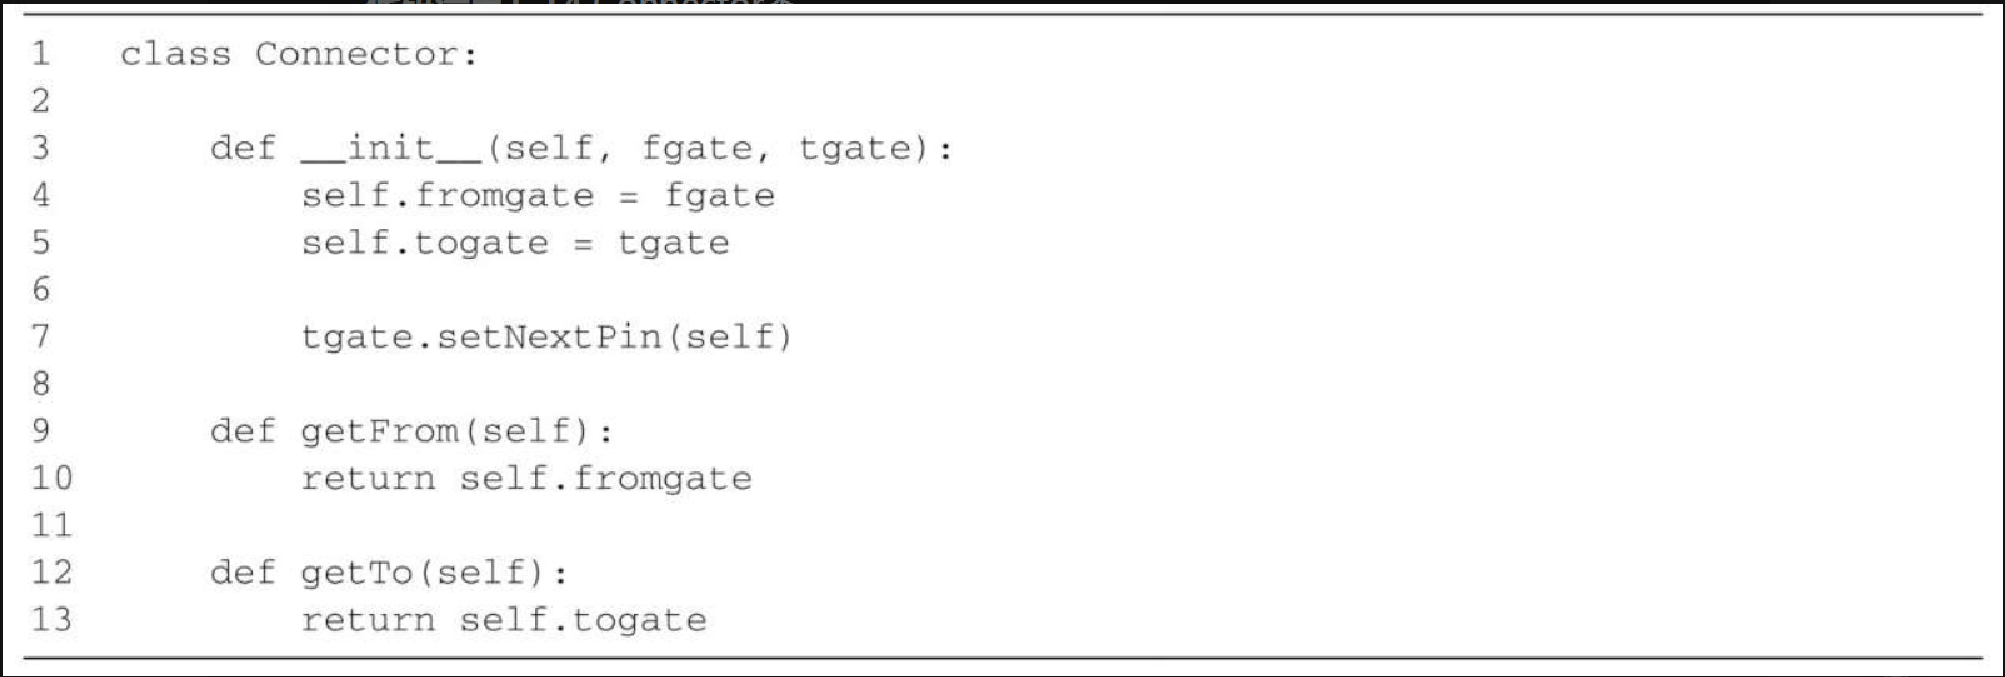 1 class Connector:
2
3 def __init__(self, fgate, tgate):
4 self.fromgate = fgate
5 self.togate = tgate
6
7 tgate.setNextPin(self)
8
9 def getFrom(self):
10 return self.fromgate
11
12 def getTo(self):
13 return self.togate